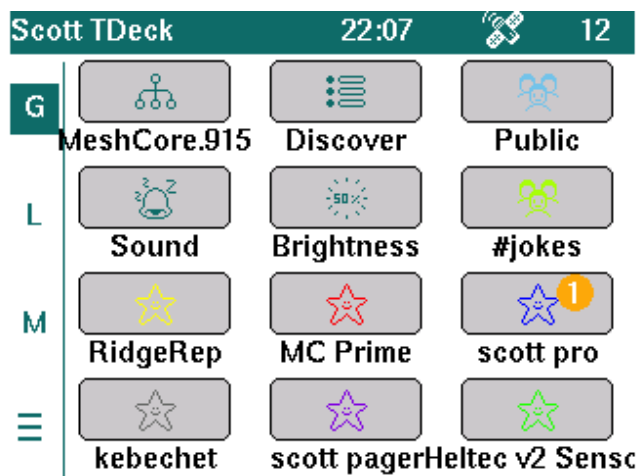 Scott TDeck 22:07 12
G
MeshCore.915 Discover Public
L
z z 50%
Sound Brightness #jokes
M
1
RidgeRep MC Prime scott pro
kebechet scott pager Heltec v2 Sensc